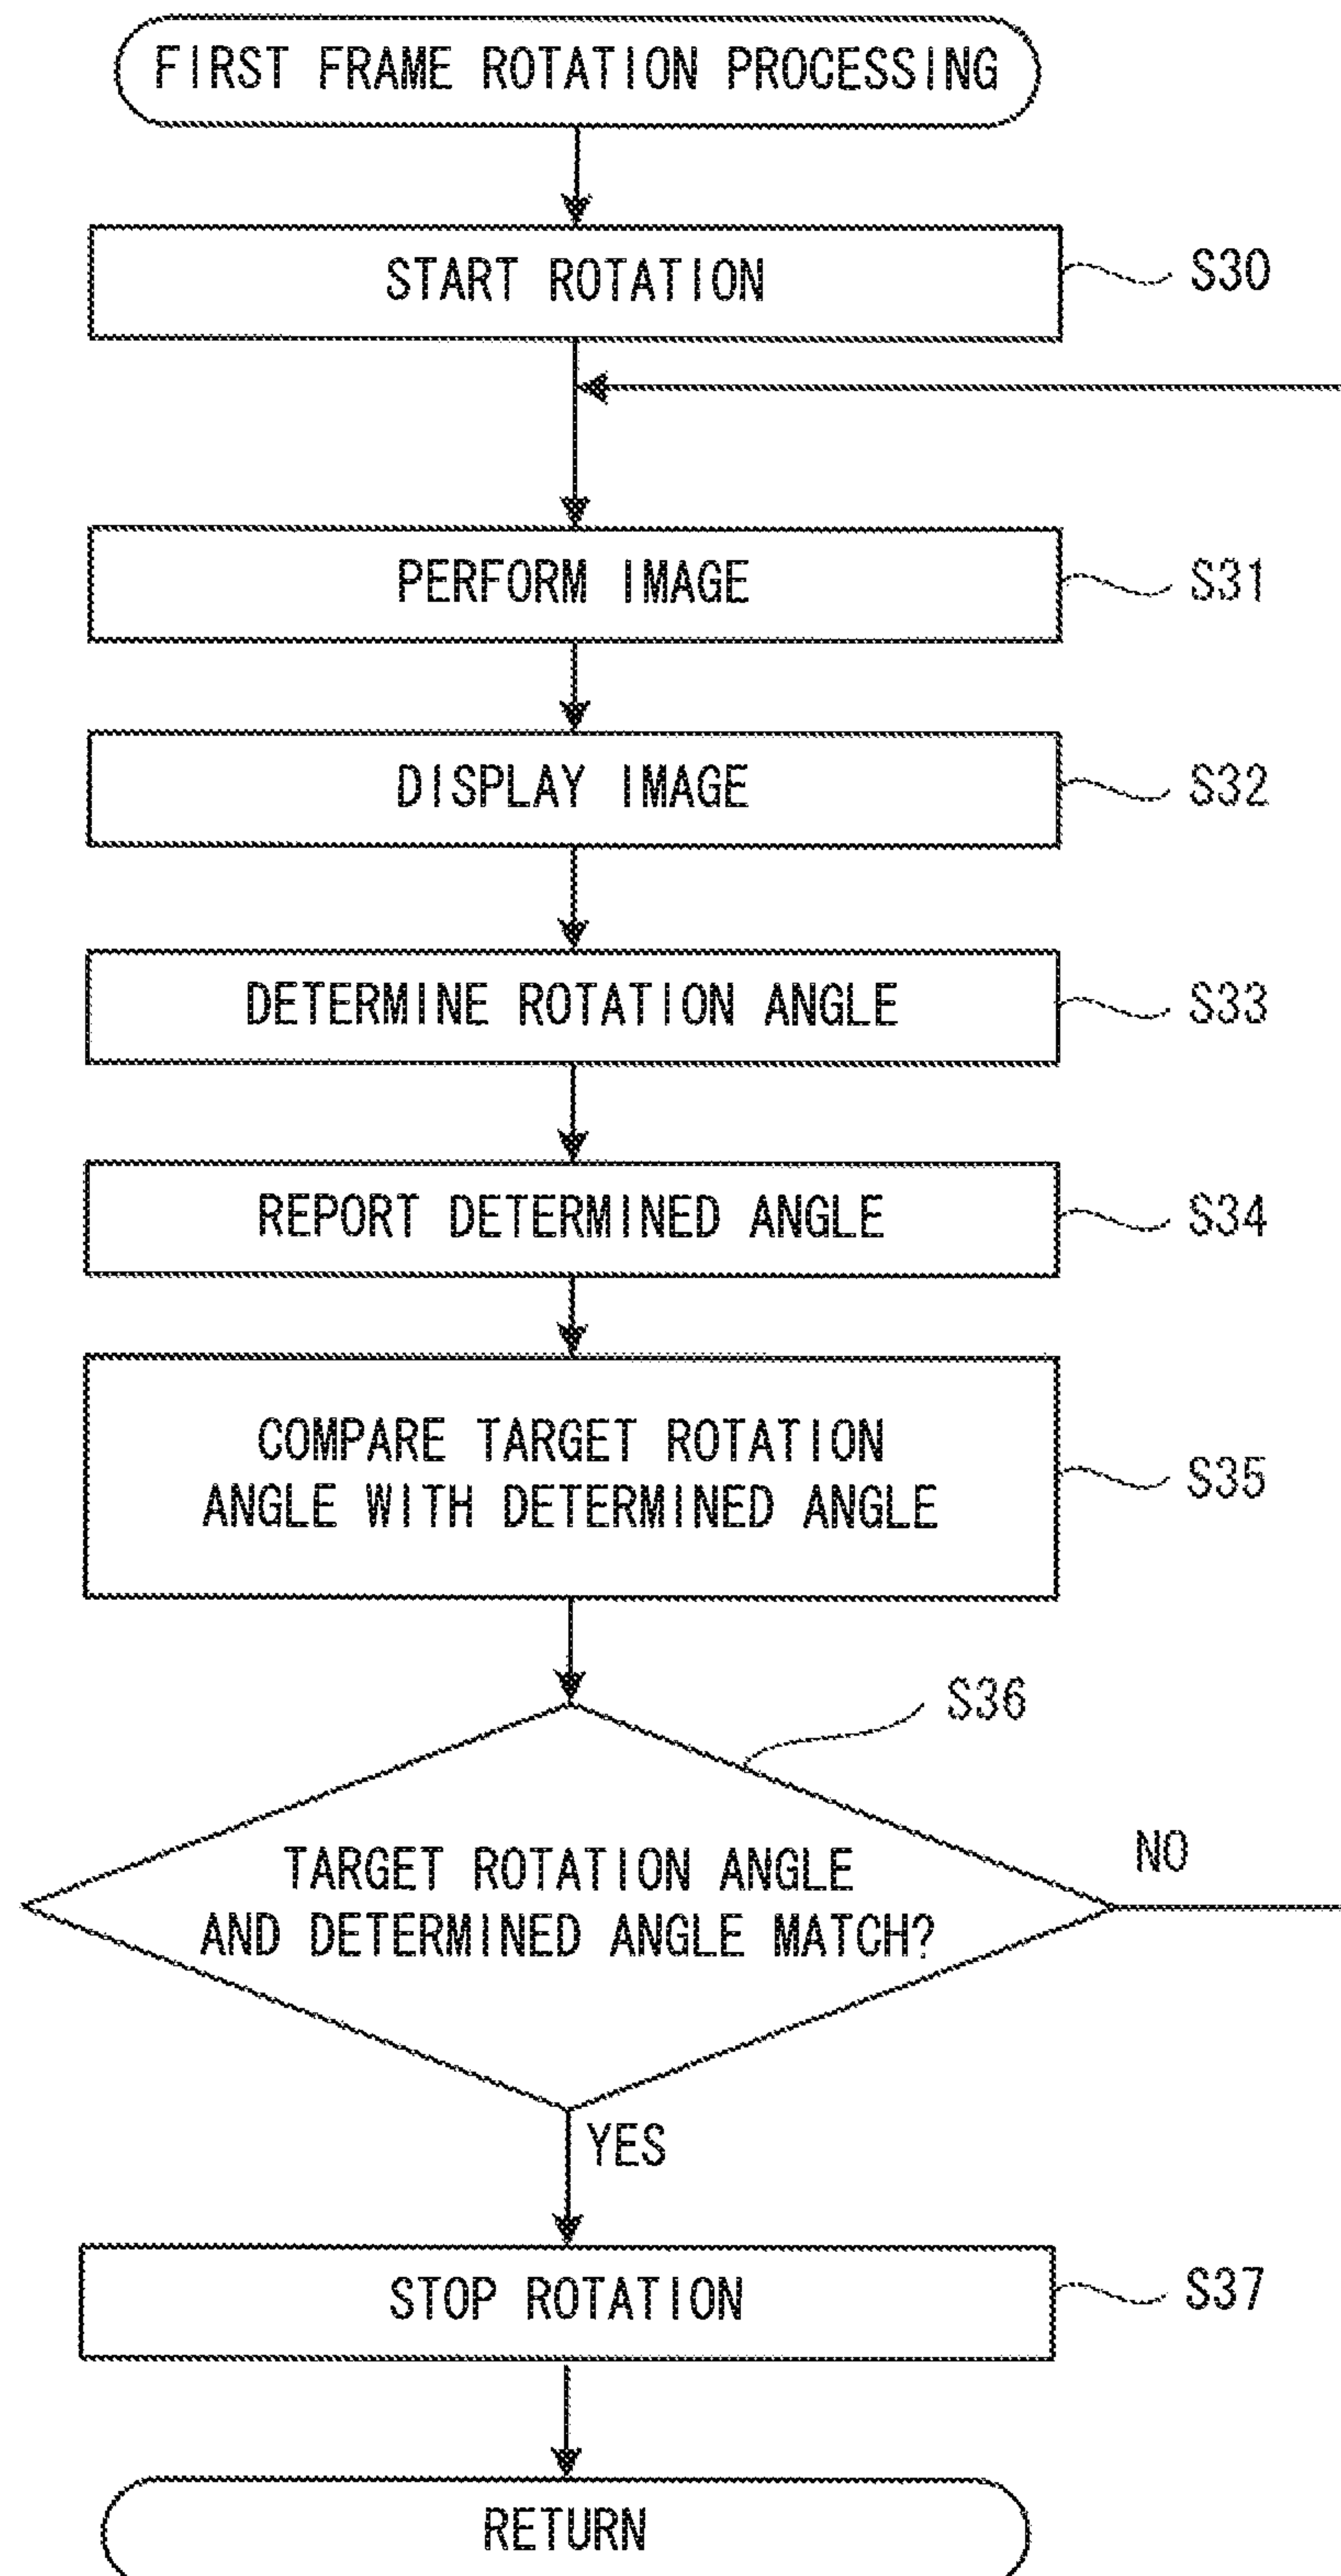 FIRST FRAME ROTATION PROCESSING
START ROTATION
S30
PERFORM IMAGE
S31
DISPLAY IMAGE
S32
DETERMINE ROTATION ANGLE
S33
REPORT DETERMINED ANGLE
S34
COMPARE TARGET ROTATION
ANGLE WITH DETERMINED ANGLE
S35
S36
TARGET ROTATION ANGLE
AND DETERMINED ANGLE MATCH?
NO
YES
STOP ROTATION
S37
RETURN